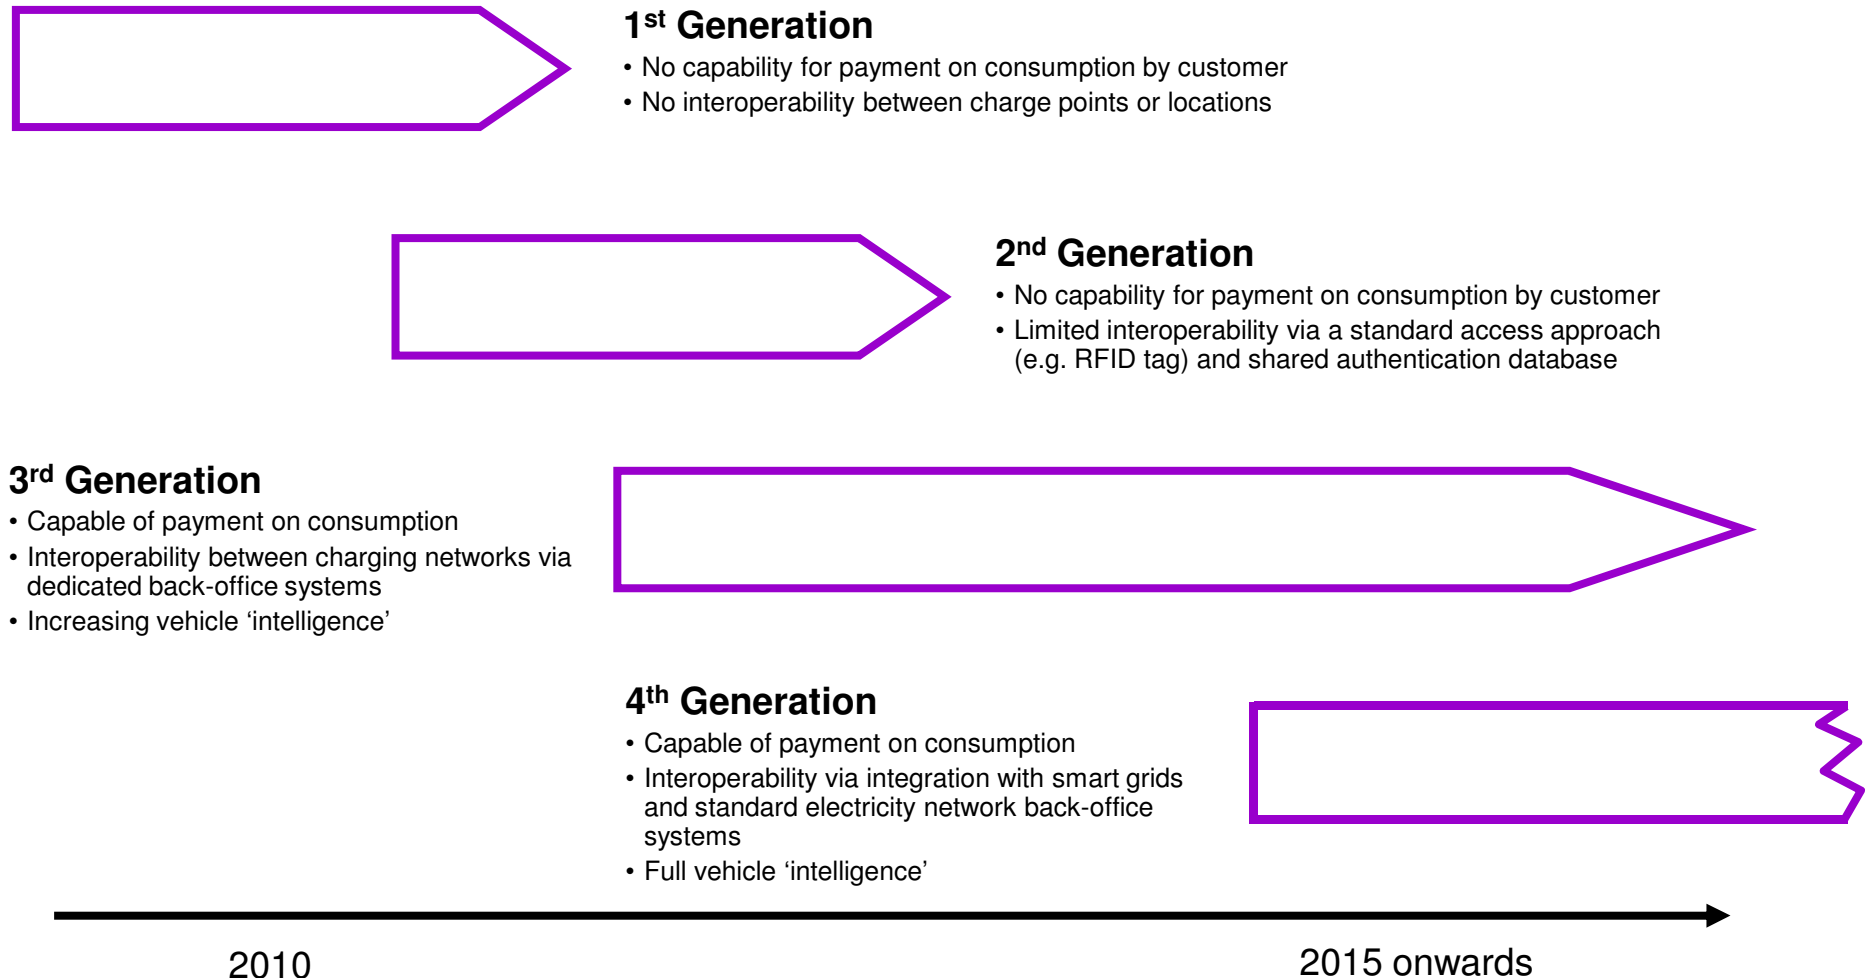 1st Generation
• No capability for payment on consumption by customer
• No interoperability between charge points or locations
2nd Generation
• No capability for payment on consumption by customer
• Limited interoperability via a standard access approach
(e.g. RFID tag) and shared authentication database
3rd Generation
• Capable of payment on consumption
• Interoperability between charging networks via
dedicated back-office systems
• Increasing vehicle ‘intelligence’
4th Generation
• Capable of payment on consumption
• Interoperability via integration with smart grids
and standard electricity network back-office
systems
• Full vehicle ‘intelligence’
2010
2015 onwards